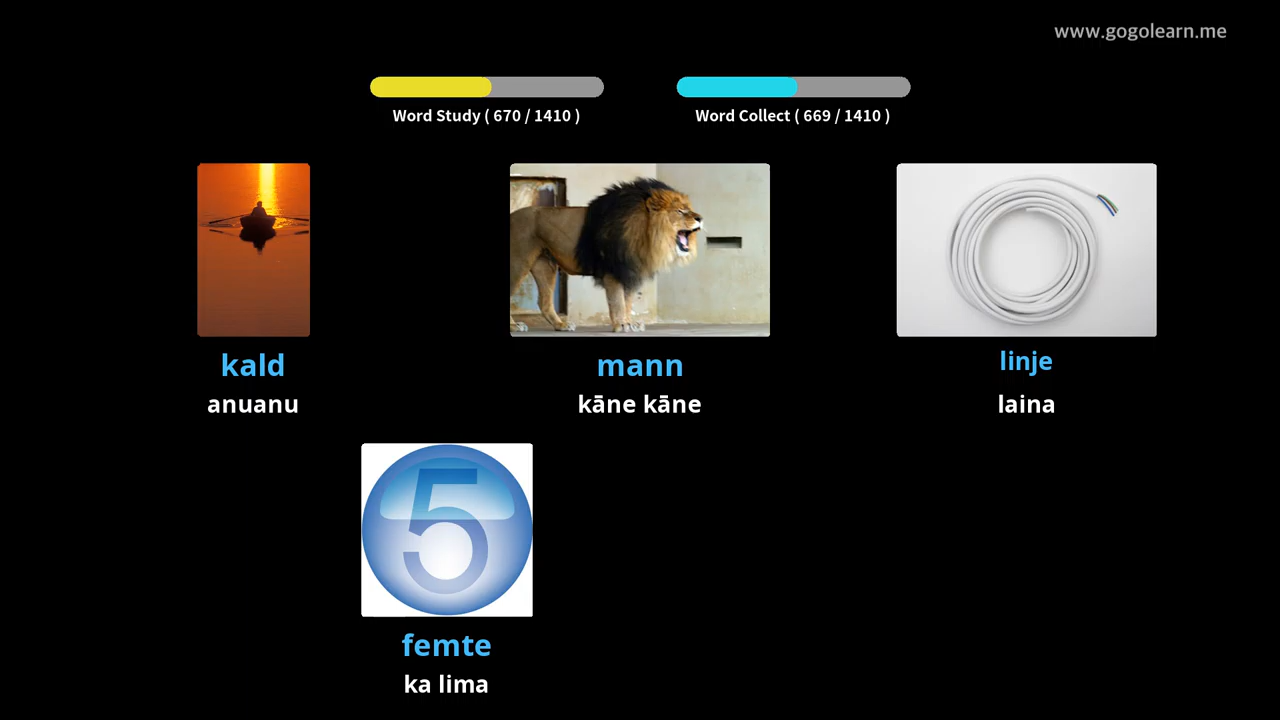 www.gogolearn.me
Word Study ( 670 / 1410 )
Word Collect ( 669 / 1410 )
kald
anuanu
mann
kāne kāne
linje
laina
5
femte
ka lima